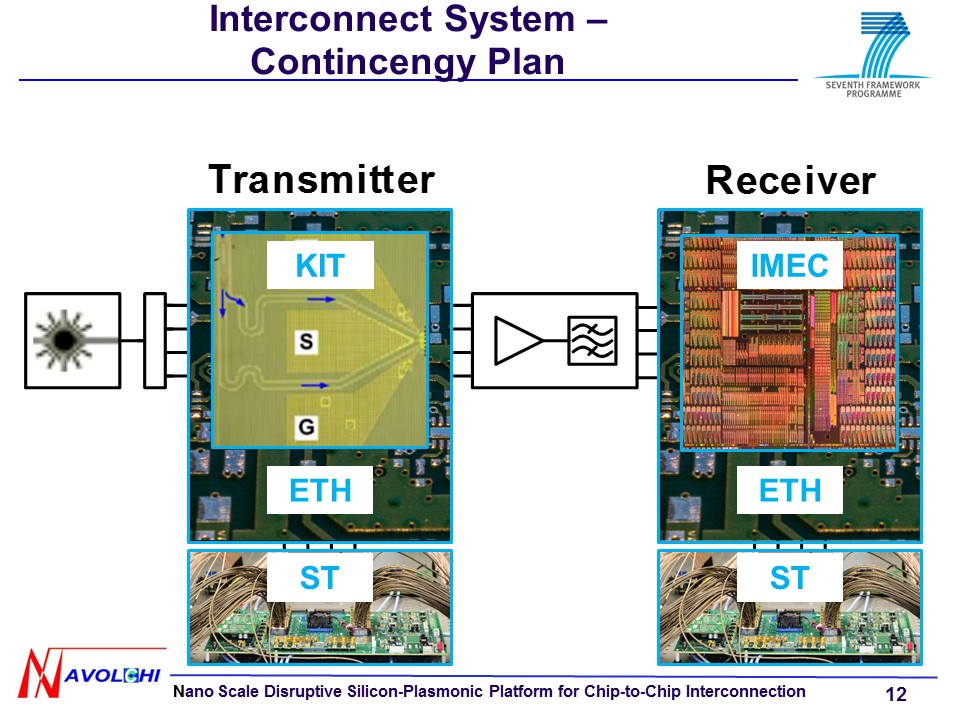 Interconnect System –
Contincengy Plan
SEVENTH FRAMEWORK
PROGRAMME
Transmitter
Receiver
KIT
IMEC
S
G
ETH
ETH
ST
ST
NAVOLCHI
Nano Scale Disruptive Silicon-Plasmonic Platform for Chip-to-Chip Interconnection
12